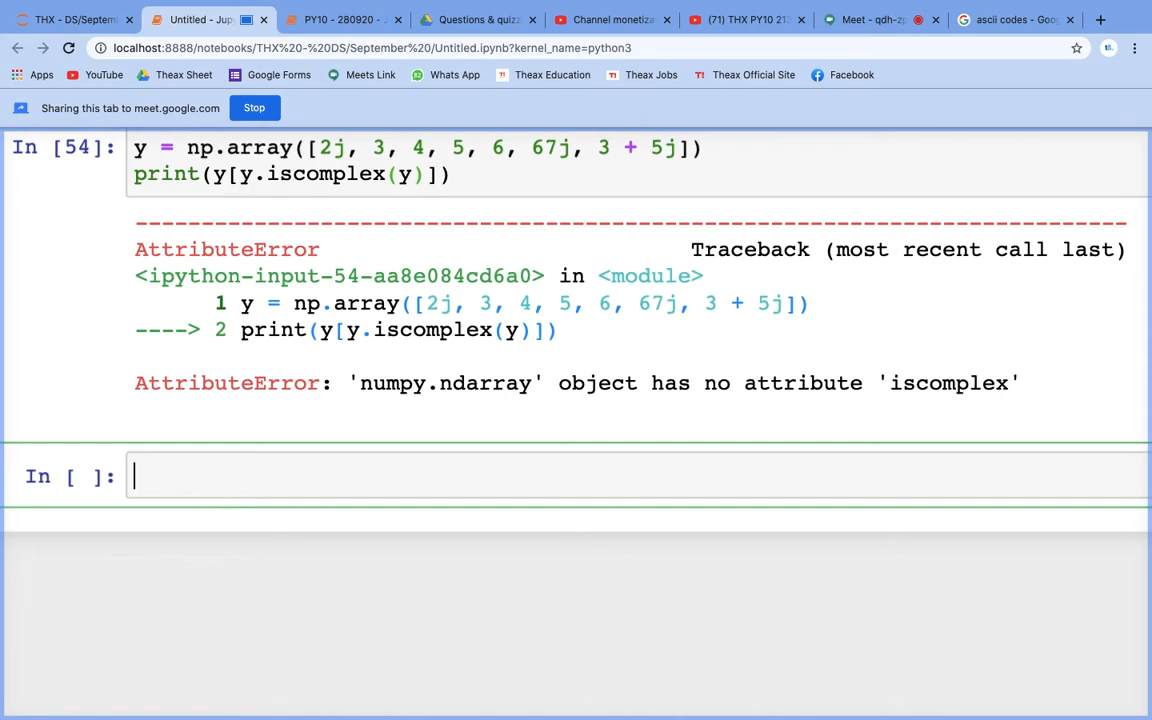 THX - DS/Septem
Untitled - Jup
PY10 - 280920 -
Questions & quizz
Channel monetiza
(71) THX PY10 213
Meet - qdh-zp
ascii codes - Goo
localhost:8888/notebooks/THX%20-%20DS/September%20/Untitled.ipynb?kernel_name=python3
Apps YouTube Theax Sheet Google Forms Meets Link Whats App Theax Education Theax Jobs Theax Official Site Facebook
Sharing this tab to meet.google.com Stop
In [54]: y = np.array([2j, 3, 4, 5, 6, 67j, 3 + 5j])
print(y[y.iscomplex(y)])
---------------------------------------------------------------------------
AttributeError Traceback (most recent call last)
<ipython-input-54-aa8e084cd6a0> in <module>
1 y = np.array([2j, 3, 4, 5, 6, 67j, 3 + 5j])
----> 2 print(y[y.iscomplex(y)])
AttributeError: 'numpy.ndarray' object has no attribute 'iscomplex'
In [ ]: